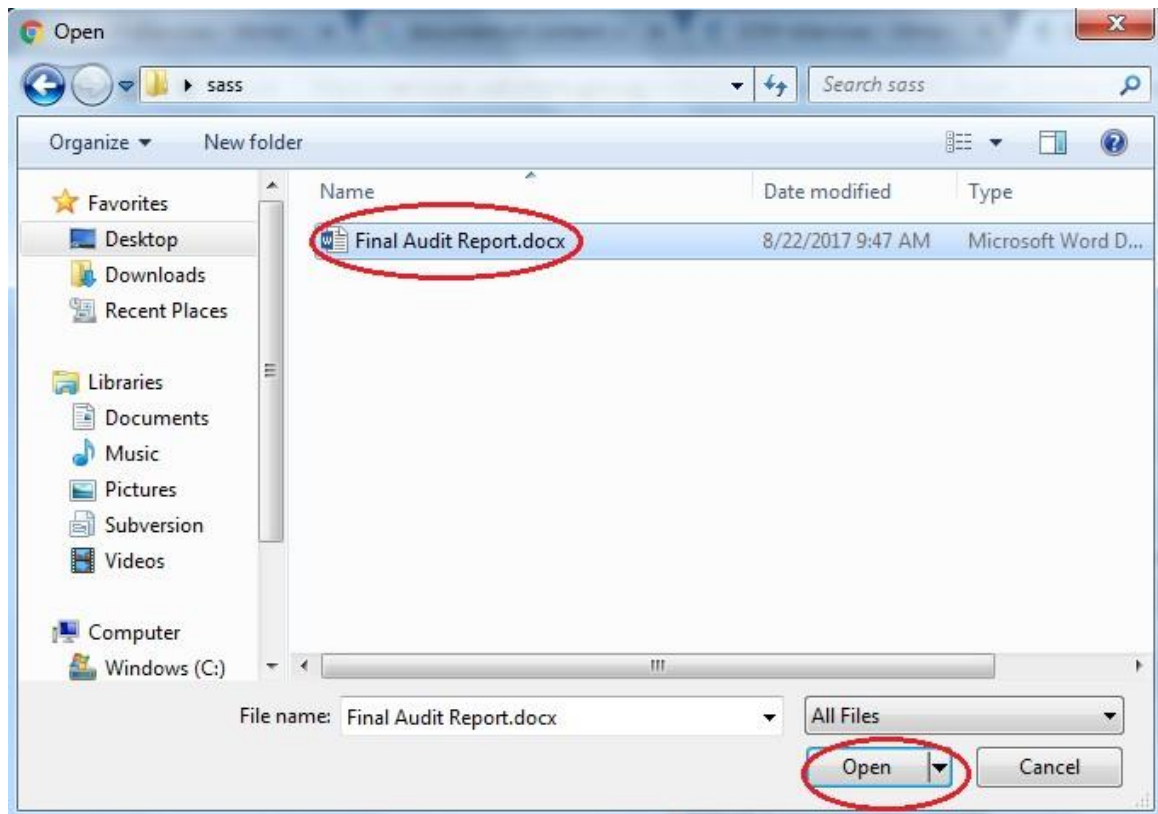 Open
sass
Search sass
Organize
New folder
Name
Date modified
Type
Favorites
Desktop
Downloads
Recent Places
Libraries
Documents
Music
Pictures
Subversion
Videos
Computer
Windows (C:)
Final Audit Report.docx
8/22/2017 9:47 AM
Microsoft Word D...
File name:
Final Audit Report.docx
All Files
Open
Cancel